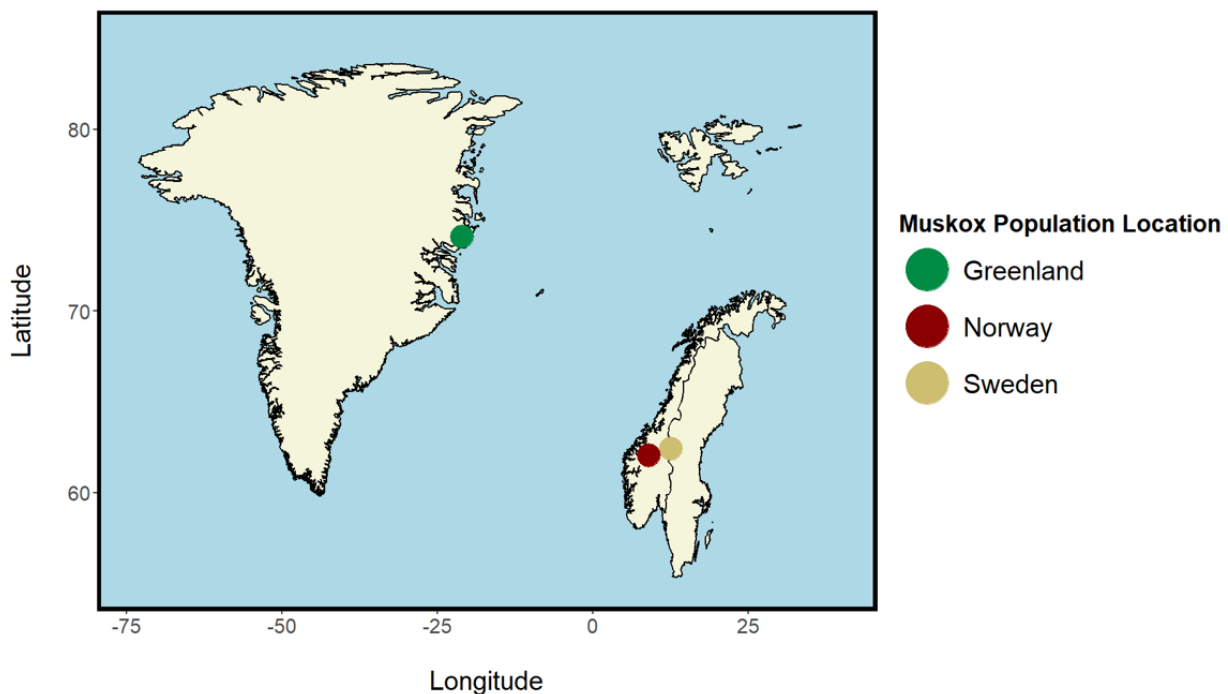 80
70
60
Latitude
-75
-50
-25
0
25
Longitude
Muskox Population Location
Greenland
Norway
Sweden